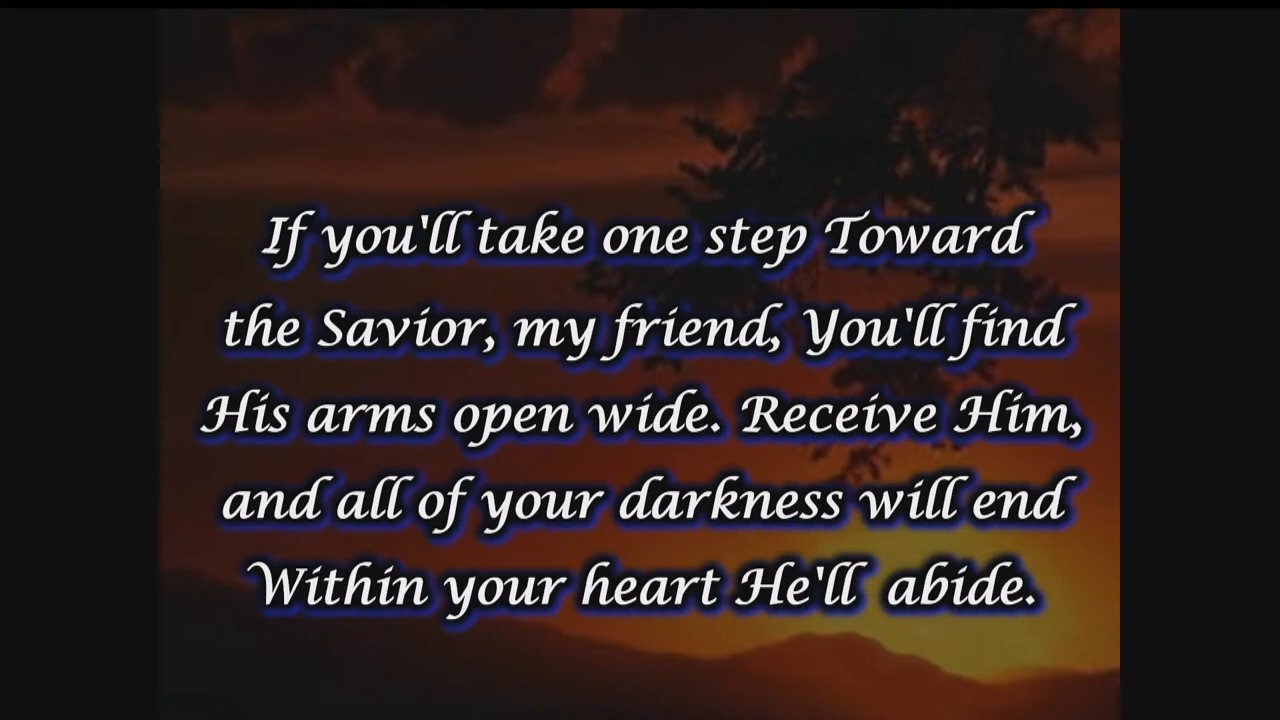 If you'll take one step Toward
the Savior, my friend, You'll find
His arms open wide. Receive Him,
and all of your darkness will end
Within your heart He'll abide.